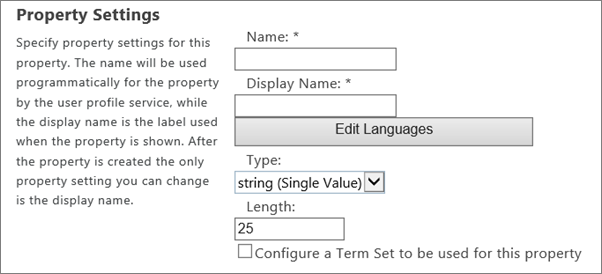 Property Settings
Specify property settings for this
property. The name will be used
programmatically for the property
by the user profile service, while
the display name is the label used
when the property is shown. After
the property is created the only
property setting you can change
is the display name.
Name: *
Display Name: *
Edit Languages
Type:
string (Single Value)
Length:
25
Configure a Term Set to be used for this property